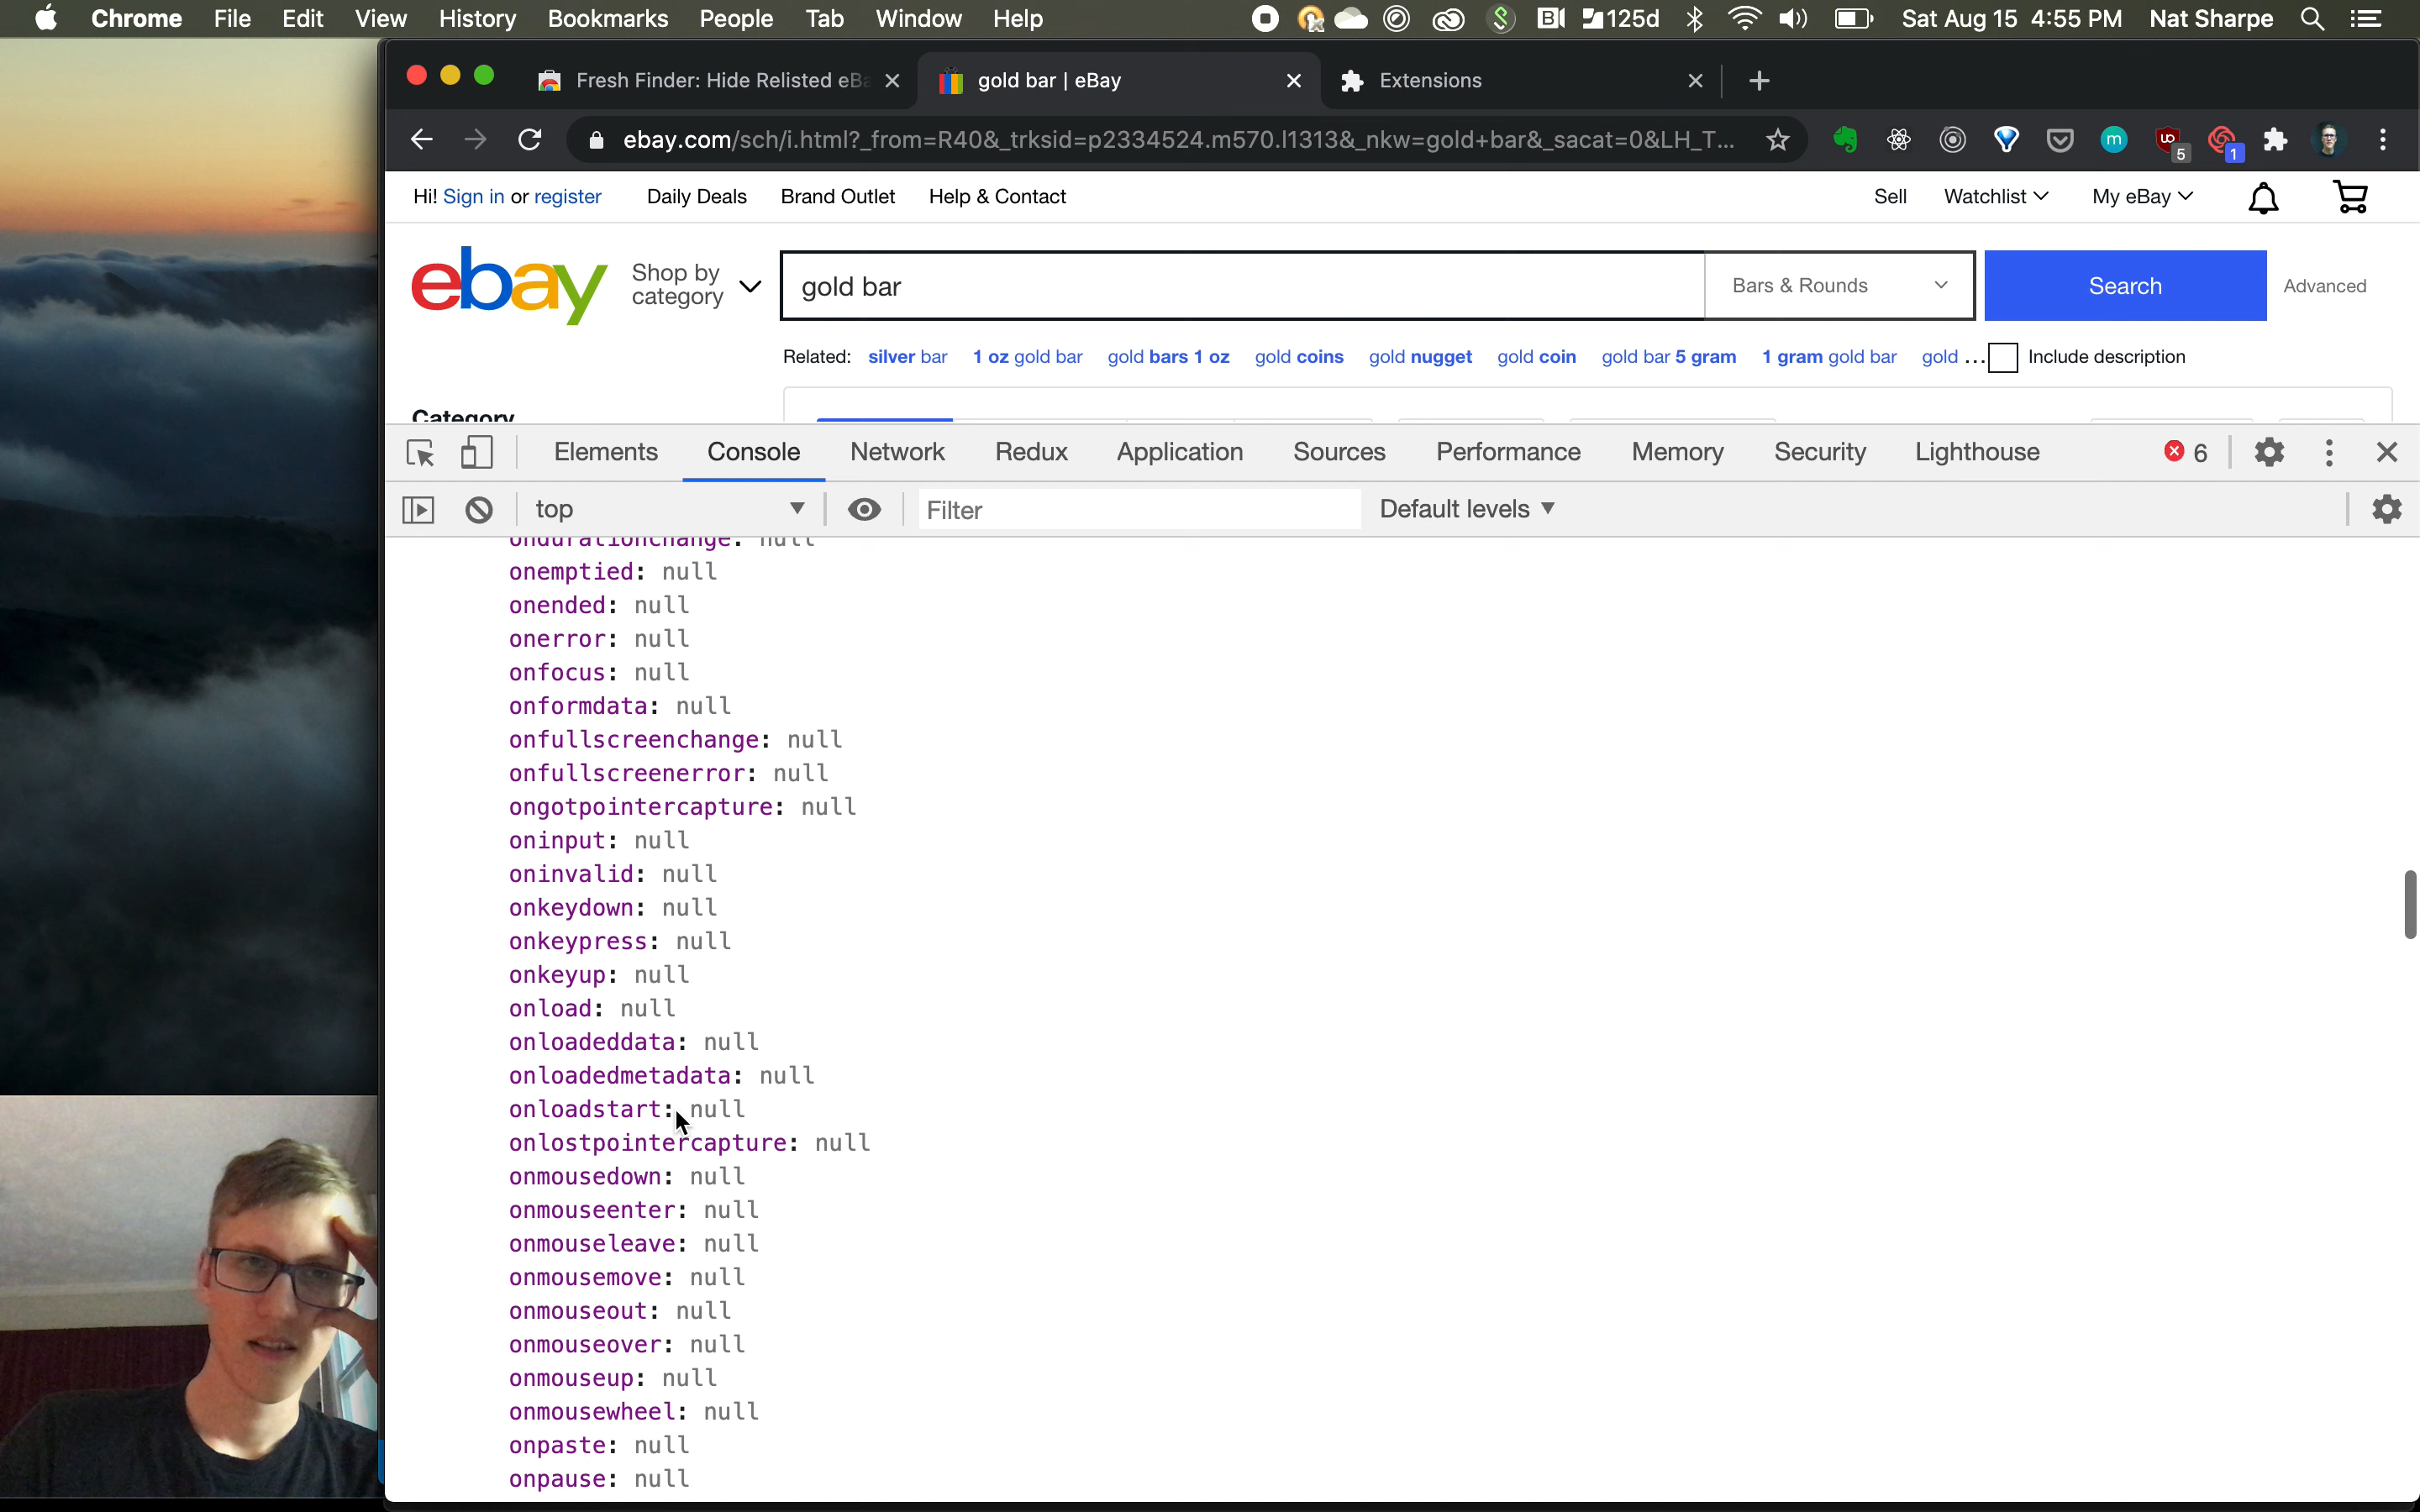 Chrome File Edit View History Bookmarks People Tab Window Help 125d Sat Aug 15 4:55 PM Nat Sharpe
Fresh Finder: Hide Relisted eBa gold bar | eBay Extensions
ebay.com/sch/i.html?_from=R40&_trksid=p2334524.m570.l1313&_nkw=gold+bar&_sacat=0&LH_T... m 5 1
Hi! Sign in or register Daily Deals Brand Outlet Help & Contact Sell Watchlist My eBay
ebay Shop by category gold bar Bars & Rounds Search Advanced
Related: silver bar 1 oz gold bar gold bars 1 oz gold coins gold nugget gold coin gold bar 5 gram 1 gram gold bar gold ... Include description
Category
Elements Console Network Redux Application Sources Performance Memory Security Lighthouse 6
top Filter Default levels
ondurationchange: null
onemptied: null
onended: null
onerror: null
onfocus: null
onformdata: null
onfullscreenchange: null
onfullscreenerror: null
ongotpointercapture: null
oninput: null
oninvalid: null
onkeydown: null
onkeypress: null
onkeyup: null
onload: null
onloadeddata: null
onloadedmetadata: null
onloadstart: null
onlostpointercapture: null
onmousedown: null
onmouseenter: null
onmouseleave: null
onmousemove: null
onmouseout: null
onmouseover: null
onmouseup: null
onmousewheel: null
onpaste: null
onpause: null